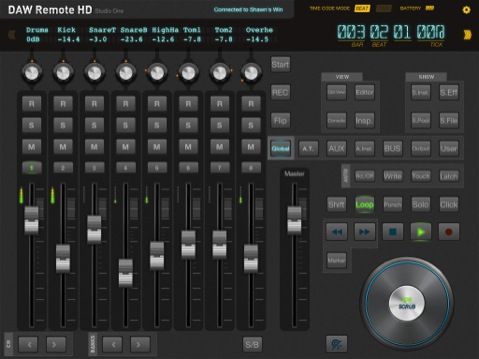 DAW Remote HD Studio One Connected to Shawn's Win TIME CODE MODE BEAT BATTERY
Drums Kick SnareT SnareB HighHa Tom1 Tom2 Overhe
0dB -14.4 -3.0 -23.6 -12.6 -7.8 -7.8 -14.5
003 02 01 000
BAR BEAT TICK
Start
VIEW SHOW
R R R R R R R R
REC Editor S.Inst S.Eff
S S S S S S S S
Flip Console Insp. S.Pool S.File
M M M M M M M M
Global A.T. AUX A.Inst BUS Output User
1 2 3 4 5 6 7 8
Master
AUTO Write Touch Latch
Shift Loop Punch Solo Click
Marker
SCRUB
CH < > BANKS < > S/B